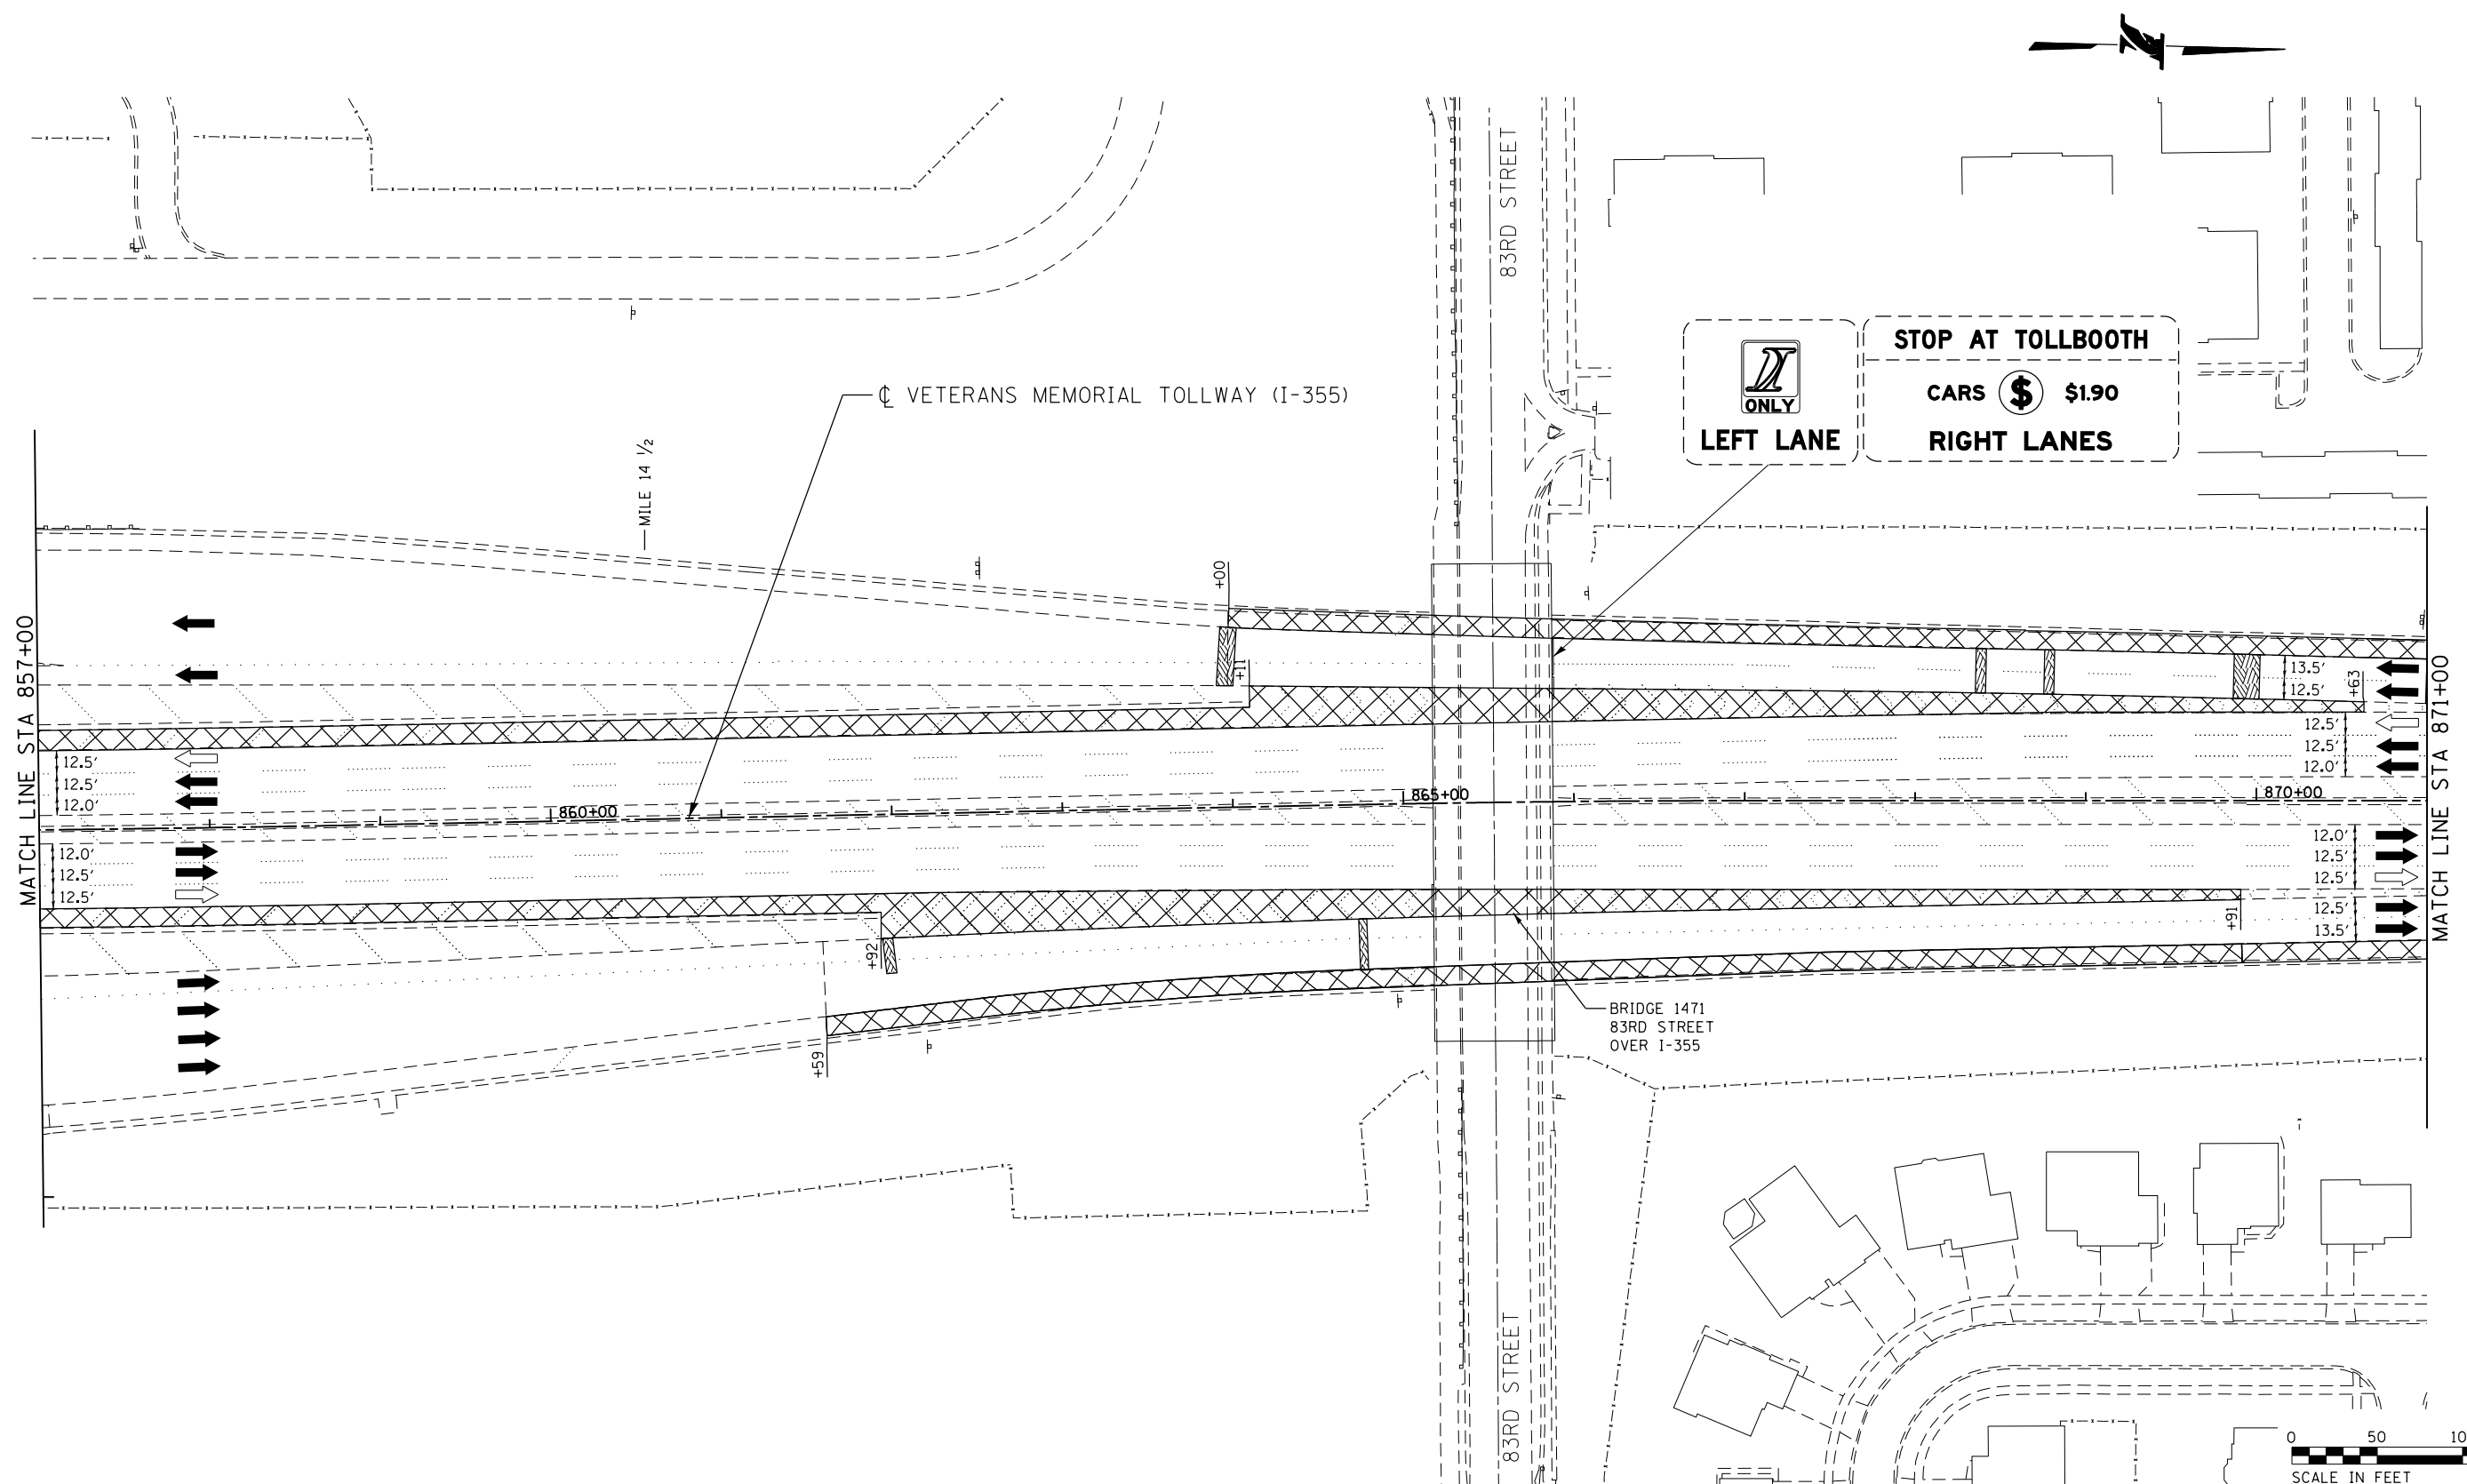 83RD STREET
STOP AT TOLLBOOTH
CARS $ $1.90
RIGHT LANES
ONLY
LEFT LANE
℄ VETERANS MEMORIAL TOLLWAY (I-355)
MILE 14 ½
+00
+11
MATCH LINE STA 857+00
MATCH LINE STA 871+00
13.5'
12.5'
+63
12.5'
12.5'
12.0'
12.5'
12.5'
12.0'
860+00
865+00
870+00
12.0'
12.5'
12.5'
12.0'
12.5'
12.5'
12.5'
13.5'
+91
+92
+59
BRIDGE 1471
83RD STREET
OVER I-355
83RD STREET
0 50
SCALE IN FEET